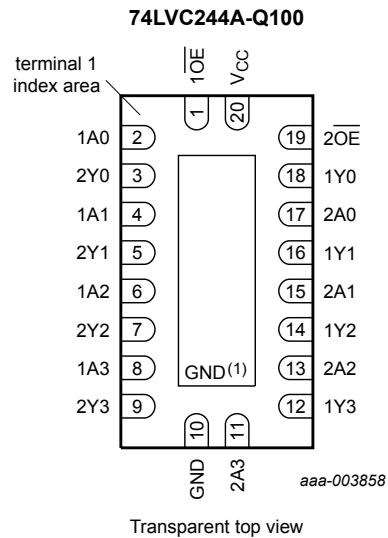 74LVC244A-Q100
terminal 1
index area
1O̅E̅
VCC
1
20
1A0 2 19 2O̅E̅
2Y0 3 18 1Y0
1A1 4 17 2A0
2Y1 5 16 1Y1
1A2 6 15 2A1
2Y2 7 14 1Y2
1A3 8 13 2A2
GND(1)
2Y3 9 12 1Y3
10
11
GND
2A3
aaa-003858
Transparent top view